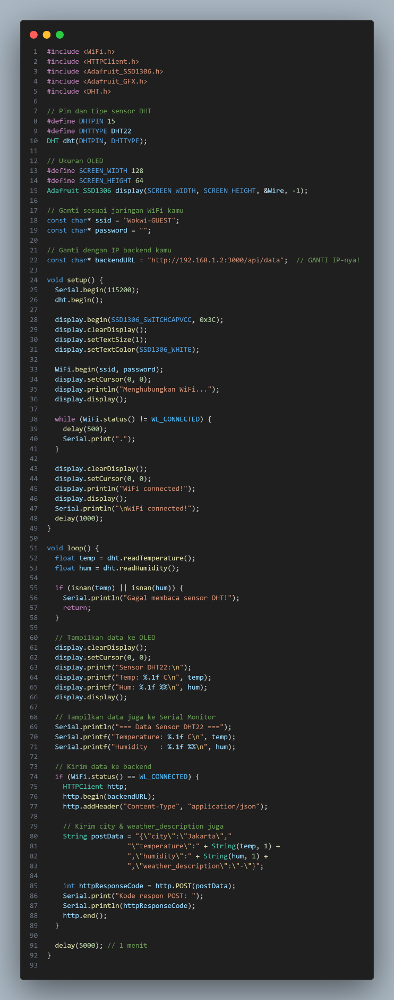 1 #include <WiFi.h>
2 #include <HTTPClient.h>
3 #include <Adafruit_SSD1306.h>
4 #include <Adafruit_GFX.h>
5 #include <DHT.h>
6
7 // Pin dan tipe sensor DHT
8 #define DHTPIN 15
9 #define DHTTYPE DHT22
10 DHT dht(DHTPIN, DHTTYPE);
11
12 // Ukuran OLED
13 #define SCREEN_WIDTH 128
14 #define SCREEN_HEIGHT 64
15 Adafruit_SSD1306 display(SCREEN_WIDTH, SCREEN_HEIGHT, &Wire, -1);
16
17 // Ganti sesuai jaringan WiFi kamu
18 const char* ssid = "Wokwi-GUEST";
19 const char* password = "";
20
21 // Ganti dengan IP backend kamu
22 const char* backendURL = "http://192.168.1.2:3000/api/data";  // GANTI IP-nya!
23
24 void setup() {
25   Serial.begin(115200);
26   dht.begin();
27
28   display.begin(SSD1306_SWITCHCAPVCC, 0x3C);
29   display.clearDisplay();
30   display.setTextSize(1);
31   display.setTextColor(SSD1306_WHITE);
32
33   WiFi.begin(ssid, password);
34   display.setCursor(0, 0);
35   display.println("Menghubungkan WiFi...");
36   display.display();
37
38   while (WiFi.status() != WL_CONNECTED) {
39     delay(500);
40     Serial.print(".");
41   }
42
43   display.clearDisplay();
44   display.setCursor(0, 0);
45   display.println("WiFi connected!");
46   display.display();
47   Serial.println("\nWiFi connected!");
48   delay(1000);
49 }
50
51 void loop() {
52   float temp = dht.readTemperature();
53   float hum = dht.readHumidity();
54
55   if (isnan(temp) || isnan(hum)) {
56     Serial.println("Gagal membaca sensor DHT!");
57     return;
58   }
59
60   // Tampilkan data ke OLED
61   display.clearDisplay();
62   display.setCursor(0, 0);
63   display.printf("Sensor DHT22:\n");
64   display.printf("Temp: %.1f C\n", temp);
65   display.printf("Hum: %.1f %%\n", hum);
66   display.display();
67
68   // Tampilkan data juga ke Serial Monitor
69   Serial.println("=== Data Sensor DHT22 ===");
70   Serial.printf("Temperature: %.1f C\n", temp);
71   Serial.printf("Humidity   : %.1f %%\n", hum);
72
73   // Kirim data ke backend
74   if (WiFi.status() == WL_CONNECTED) {
75     HTTPClient http;
76     http.begin(backendURL);
77     http.addHeader("Content-Type", "application/json");
78
79     // Kirim city & weather_description juga
80     String postData = "{\"city\":\"Jakarta\","
81                     "\"temperature\":" + String(temp, 1) +
82                     ",\"humidity\":" + String(hum, 1) +
83                     ",\"weather_description\":\"-\"}";
84
85     int httpResponseCode = http.POST(postData);
86     Serial.print("Kode respon POST: ");
87     Serial.println(httpResponseCode);
88     http.end();
89   }
90
91   delay(5000); // 1 menit
92 }
93